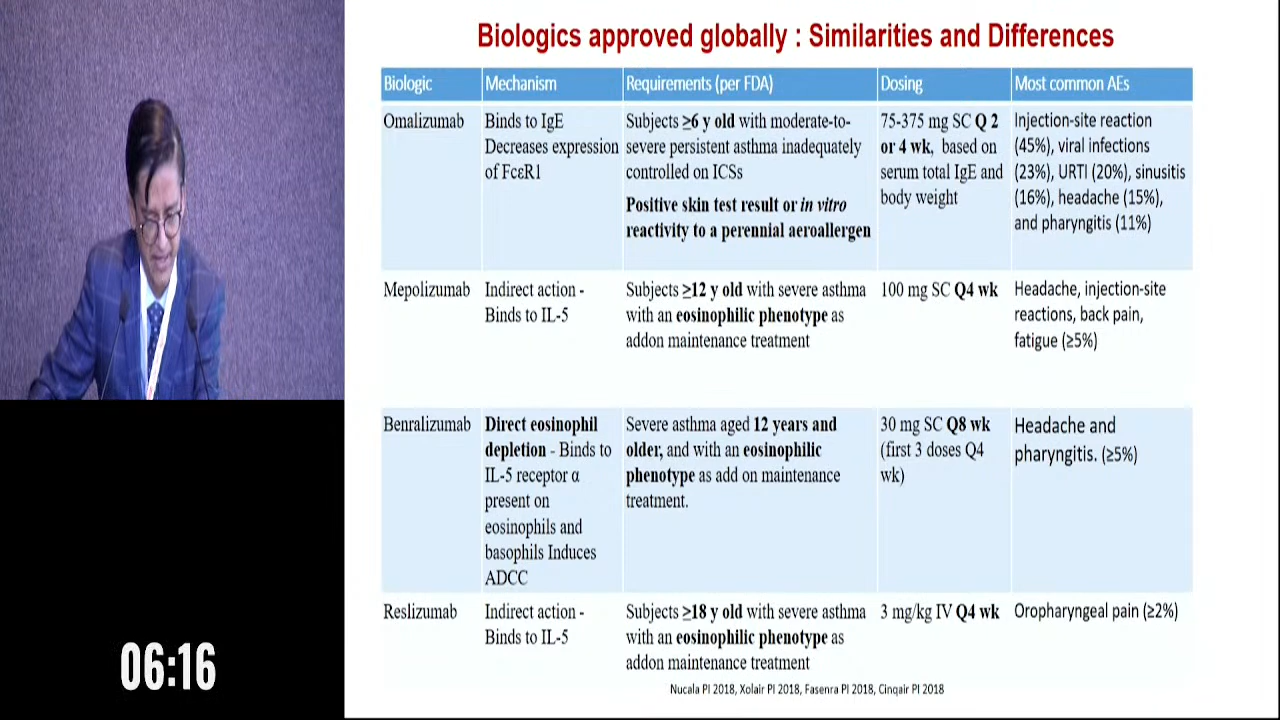 Biologics approved globally : Similarities and Differences
Biologic
Mechanism
Requirements (per FDA)
Dosing
Most common AEs
Omalizumab
Binds to IgE
Decreases expression
of FcεR1
Subjects ≥6 y old with moderate-to-
severe persistent asthma inadequately
controlled on ICSs
Positive skin test result or in vitro
reactivity to a perennial aeroallergen
75-375 mg SC Q 2
or 4 wk, based on
serum total IgE and
body weight
Injection-site reaction
(45%), viral infections
(23%), URTI (20%), sinusitis
(16%), headache (15%),
and pharyngitis (11%)
Mepolizumab
Indirect action -
Binds to IL-5
Subjects ≥12 y old with severe asthma
with an eosinophilic phenotype as
addon maintenance treatment
100 mg SC Q4 wk
Headache, injection-site
reactions, back pain,
fatigue (≥5%)
Benralizumab
Direct eosinophil
depletion - Binds to
IL-5 receptor α
present on
eosinophils and
basophils Induces
ADCC
Severe asthma aged 12 years and
older, and with an eosinophilic
phenotype as add on maintenance
treatment.
30 mg SC Q8 wk
(first 3 doses Q4
wk)
Headache and
pharyngitis. (≥5%)
Reslizumab
Indirect action -
Binds to IL-5
Subjects ≥18 y old with severe asthma
with an eosinophilic phenotype as
addon maintenance treatment
3 mg/kg IV Q4 wk
Oropharyngeal pain (≥2%)
Nucala PI 2018, Xolair PI 2018, Fasenra PI 2018, Cinqair PI 2018
06:16